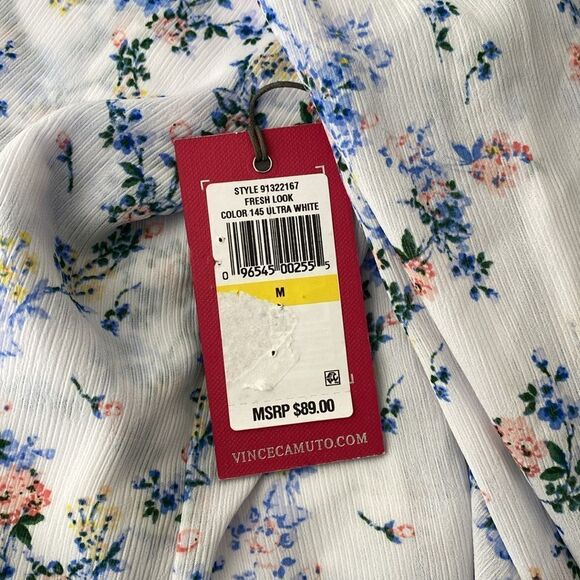 STYLE 91322167
FRESH LOOK
COLOR 145 ULTRA WHITE
0 96545 00255 5
M
MSRP $89.00
VINCECAMUTO.COM